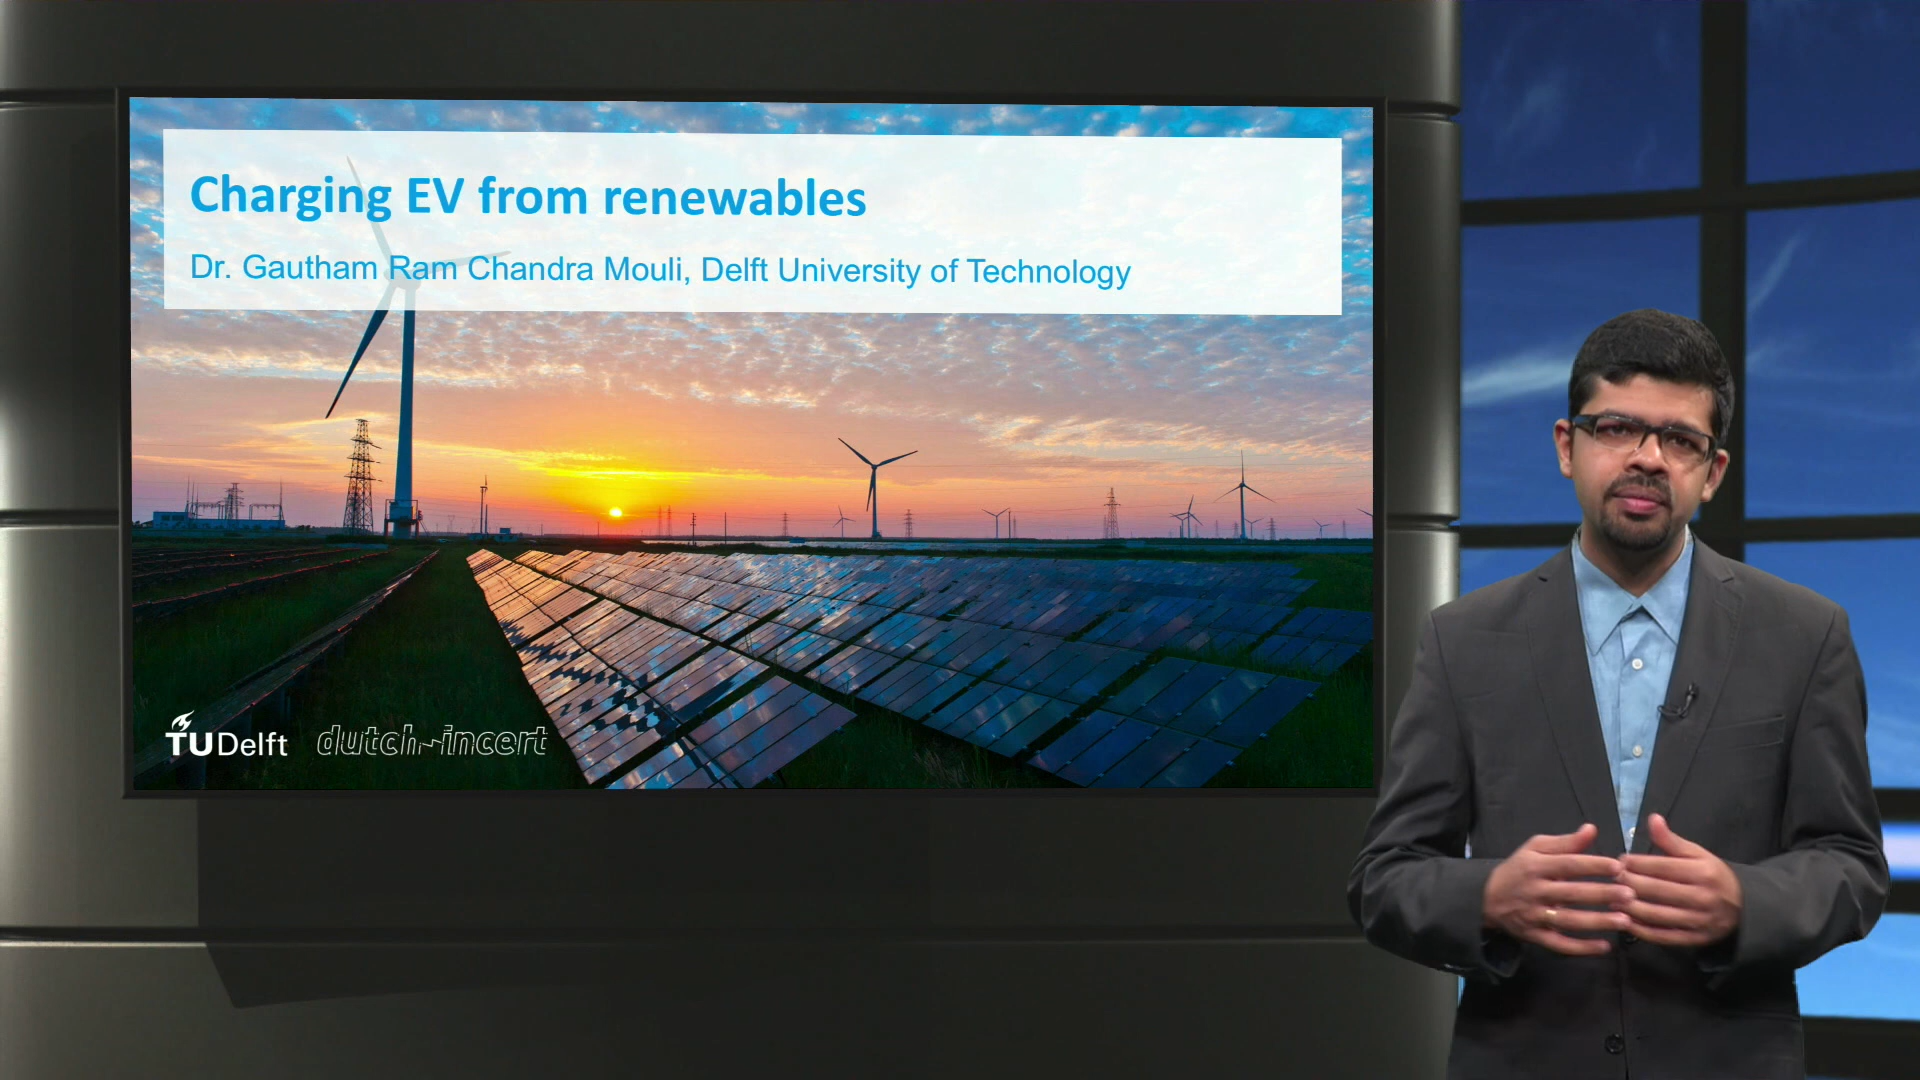 Charging EV from renewables
Dr. Gautham Ram Chandra Mouli, Delft University of Technology
TUDelft dutch~incert